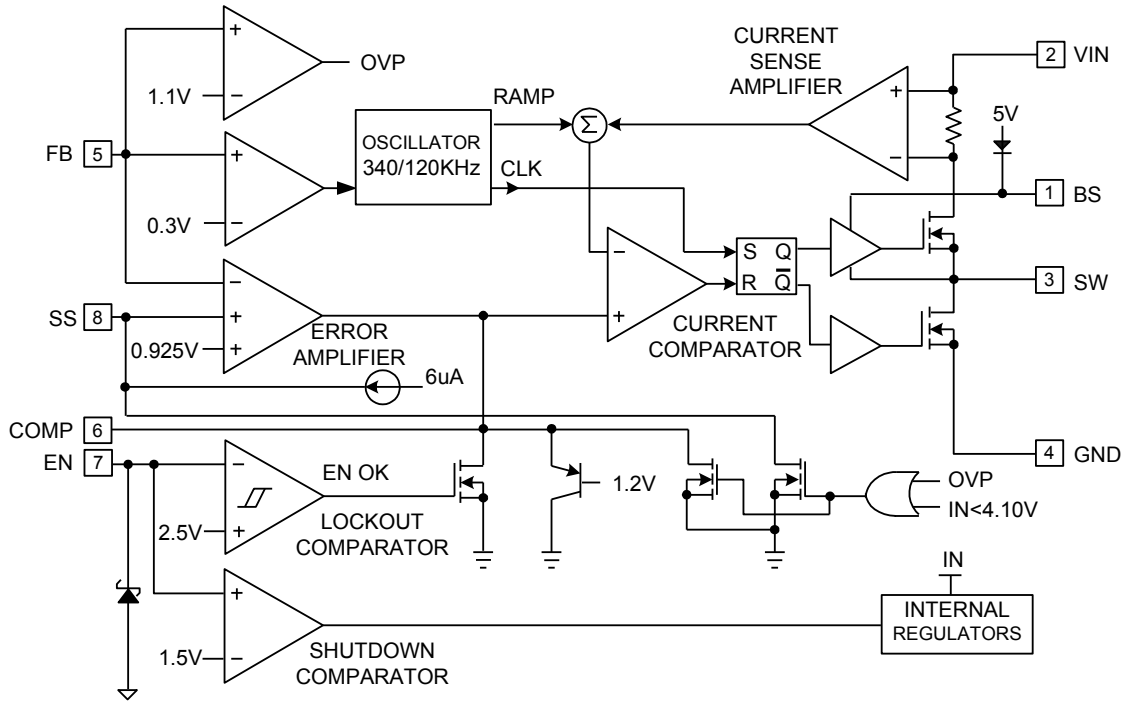 OVP
1.1V
+
−
CURRENT
SENSE
AMPLIFIER
2 VIN
RAMP
Σ
+
−
5V
FB 5
+
−
0.3V
OSCILLATOR
340/120KHz
CLK
1 BS
S Q
R Q̅
−
+
CURRENT
COMPARATOR
3 SW
SS 8
−
+
+
0.925V
ERROR
AMPLIFIER
6uA
COMP 6
4 GND
EN 7
−
+
EN OK
2.5V
LOCKOUT
COMPARATOR
1.2V
OVP
IN<4.10V
IN
INTERNAL
REGULATORS
+
−
1.5V
SHUTDOWN
COMPARATOR